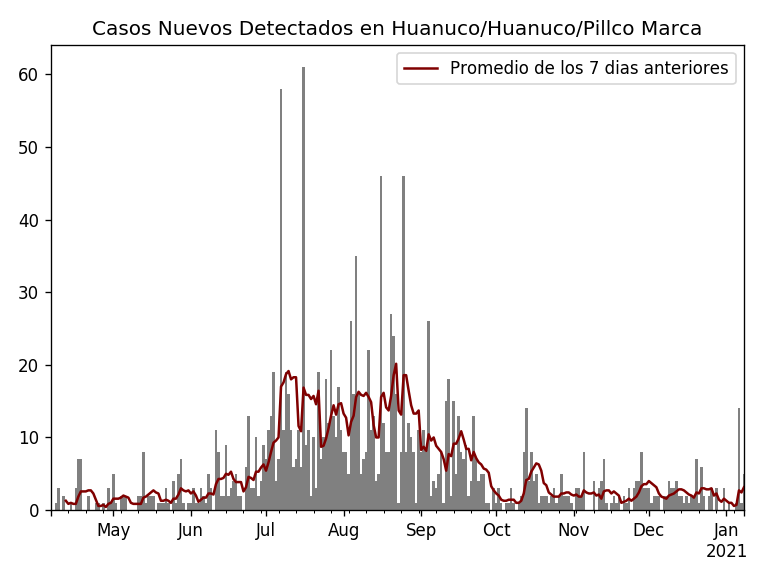 Casos Nuevos Detectados en Huanuco/Huanuco/Pillco Marca
Promedio de los 7 dias anteriores
60
50
40
30
20
10
0
May Jun Jul Aug Sep Oct Nov Dec Jan
2021